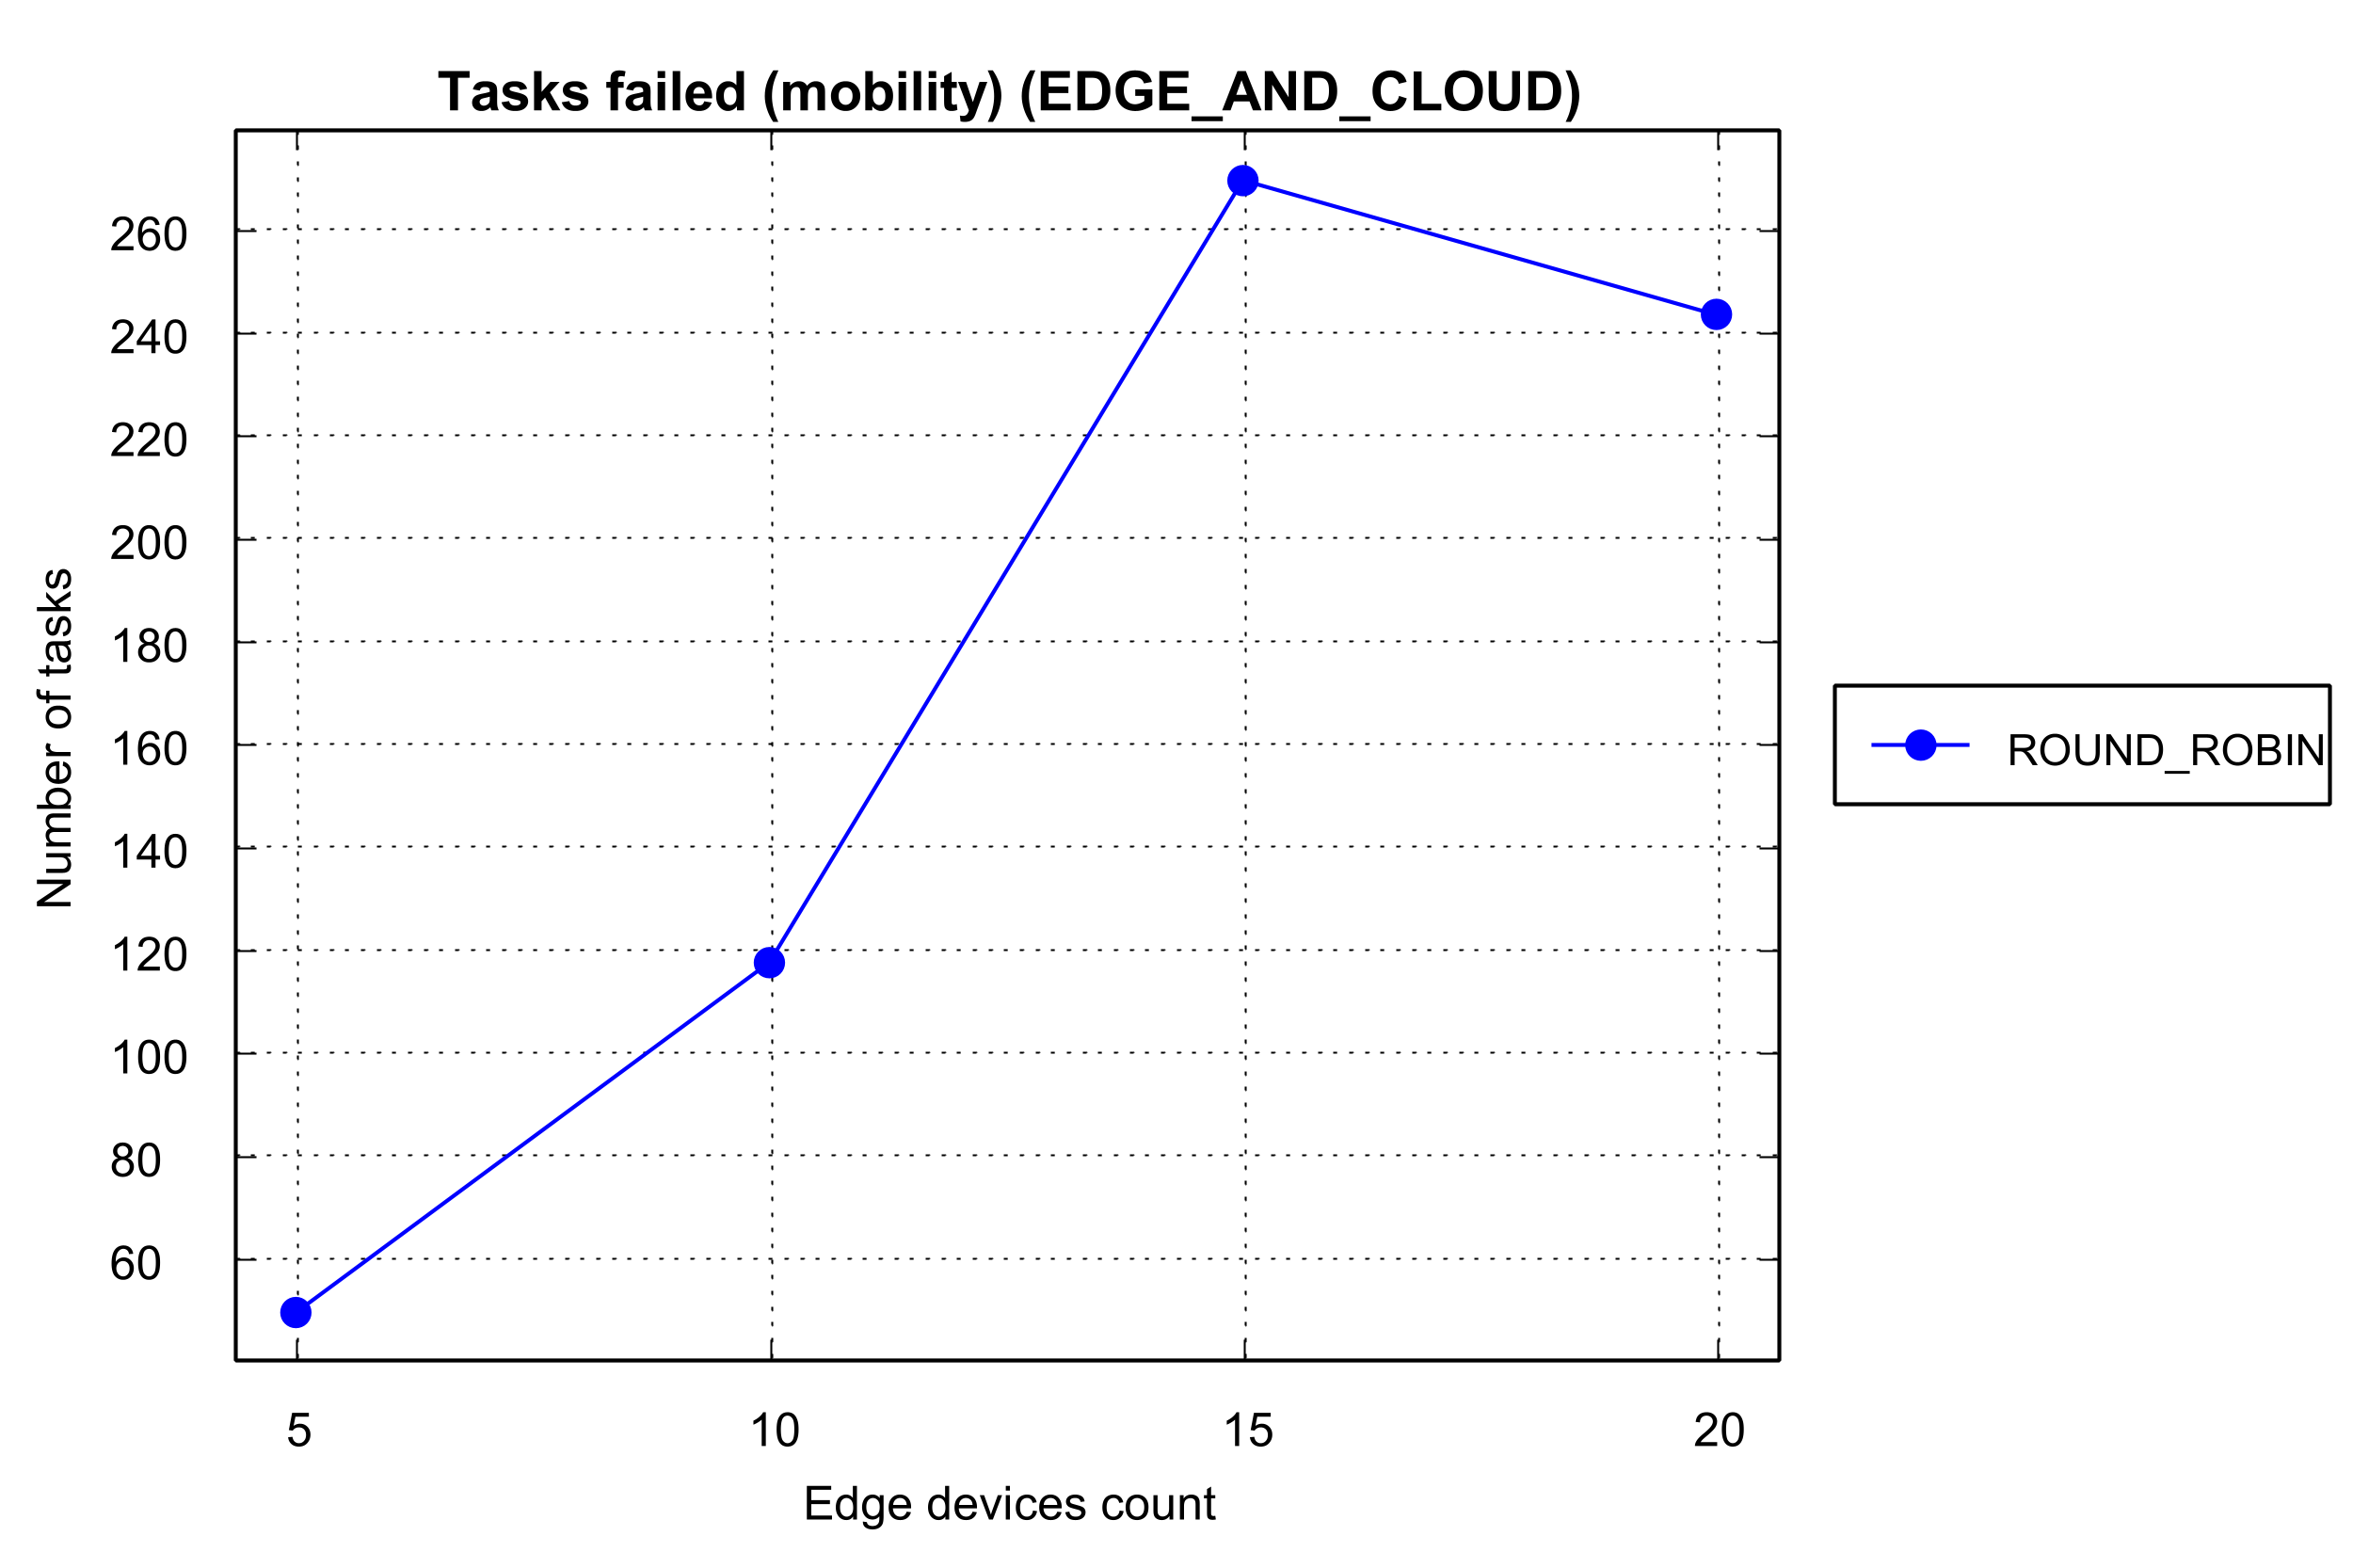 Tasks failed (mobility) (EDGE_AND_CLOUD)
260
240
220
200
180
160
140
120
100
80
60
Number of tasks
5 10 15 20
Edge devices count
ROUND_ROBIN